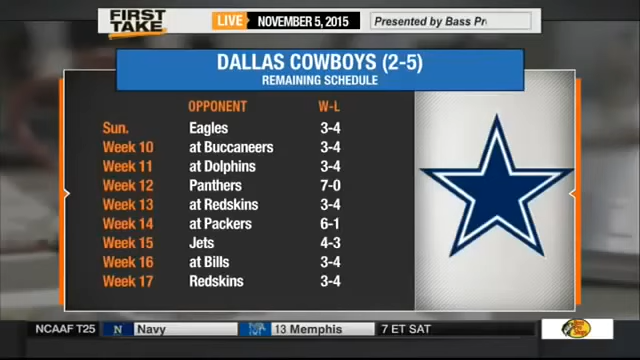 FIRST TAKE
LIVE NOVEMBER 5, 2015 Presented by Bass Pr
DALLAS COWBOYS (2-5)
REMAINING SCHEDULE
OPPONENT W-L
Sun. Eagles 3-4
Week 10 at Buccaneers 3-4
Week 11 at Dolphins 3-4
Week 12 Panthers 7-0
Week 13 at Redskins 3-4
Week 14 at Packers 6-1
Week 15 Jets 4-3
Week 16 at Bills 3-4
Week 17 Redskins 3-4
NCAAF T25 N Navy 13 Memphis 7 ET SAT